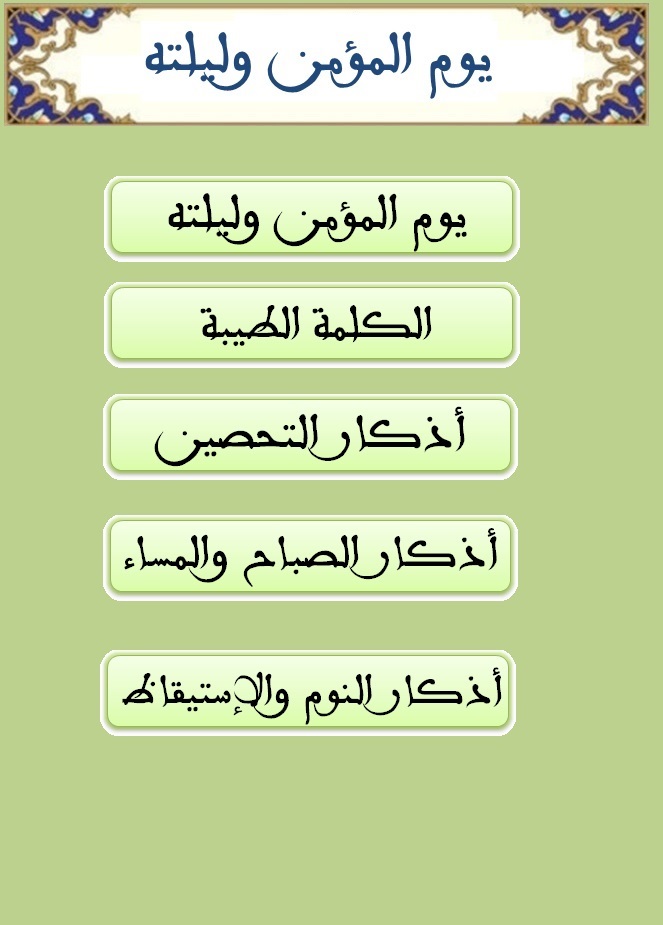 يوم المؤمن وليلته
يوم المؤمن وليلته
الكلمة الطيبة
أذكار التحصين
أذكار الصباح والمساء
أذكار النوم والإستيقاظ